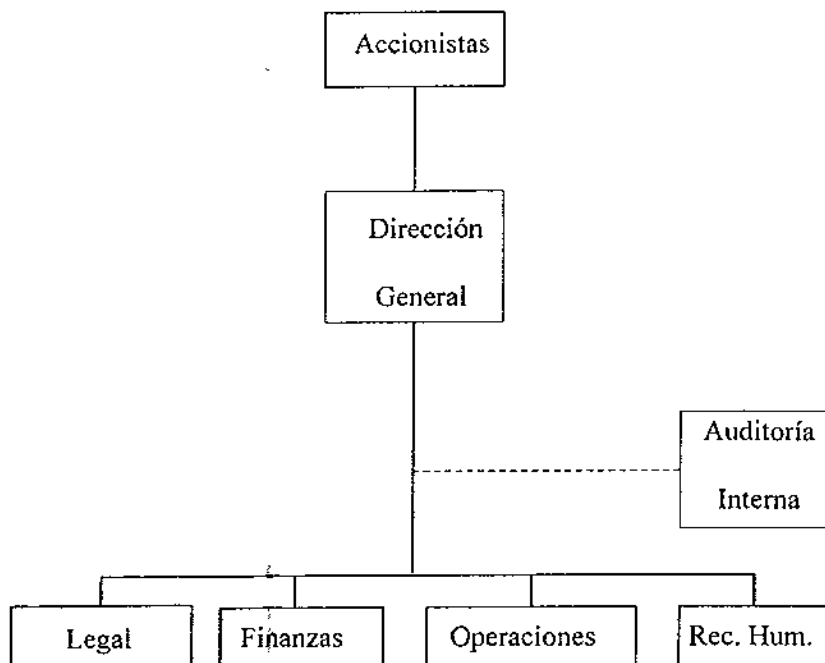 Accionistas
Dirección
General
Auditoría
Interna
Legal
Finanzas
Operaciones
Rec. Hum.